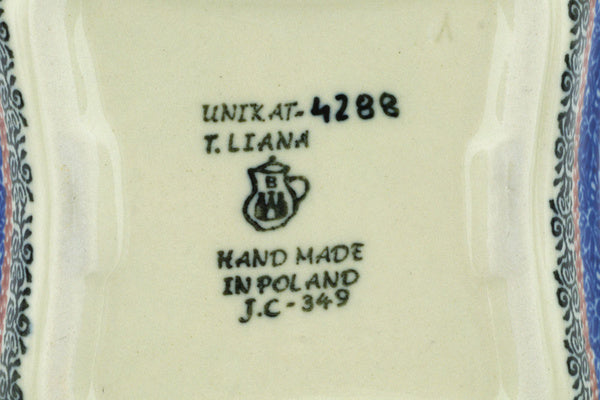 UNIKAT-4288
T. LIANA
B
HAND MADE
IN POLAND
J.C-349